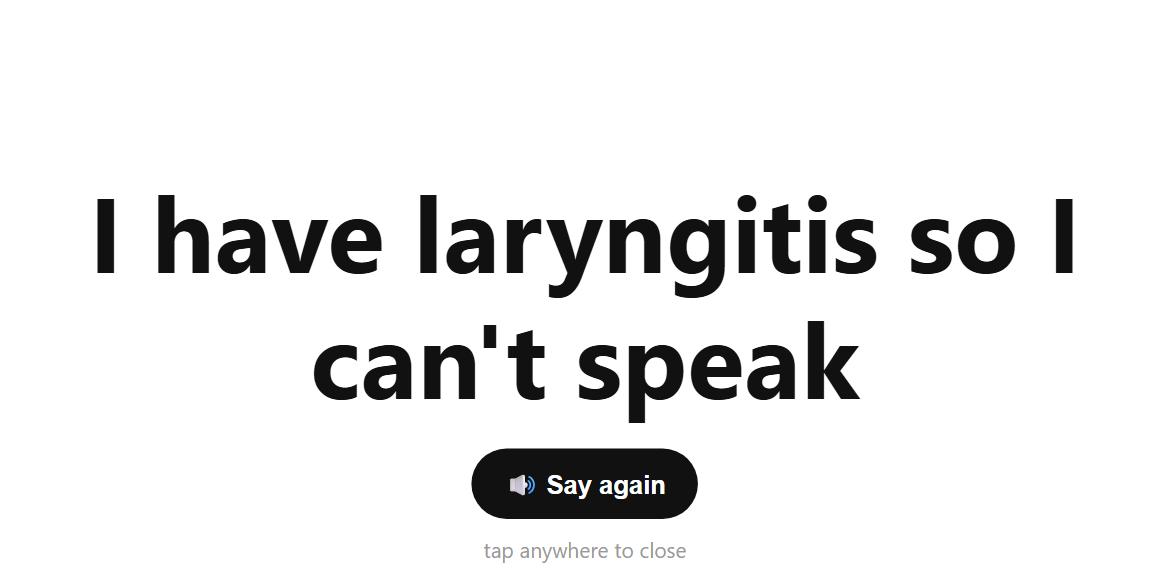 I have laryngitis so I
can't speak
Say again
tap anywhere to close